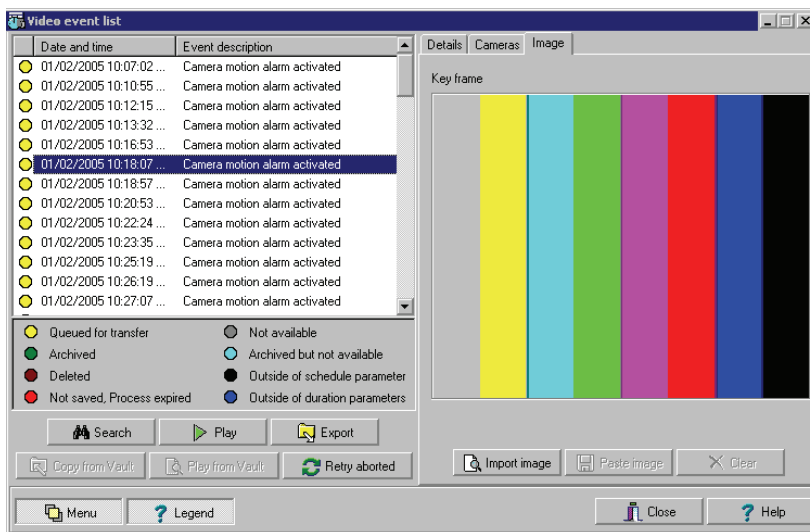 Video event list
Date and time Event description
01/02/2005 10:07:02 ... Camera motion alarm activated
01/02/2005 10:10:55 ... Camera motion alarm activated
01/02/2005 10:12:15 ... Camera motion alarm activated
01/02/2005 10:13:32 ... Camera motion alarm activated
01/02/2005 10:16:53 ... Camera motion alarm activated
01/02/2005 10:18:07 ... Camera motion alarm activated
01/02/2005 10:18:57 ... Camera motion alarm activated
01/02/2005 10:20:53 ... Camera motion alarm activated
01/02/2005 10:22:24 ... Camera motion alarm activated
01/02/2005 10:23:35 ... Camera motion alarm activated
01/02/2005 10:25:19 ... Camera motion alarm activated
01/02/2005 10:26:19 ... Camera motion alarm activated
01/02/2005 10:27:07 ... Camera motion alarm activated
Queued for transfer Not available
Archived Archived but not available
Deleted Outside of schedule parameter
Not saved, Process expired Outside of duration parameters
Search Play Export
Copy from Vault Play from Vault Retry aborted
Details Cameras Image
Key frame
Import image Paste image Clear
Menu Legend Close Help